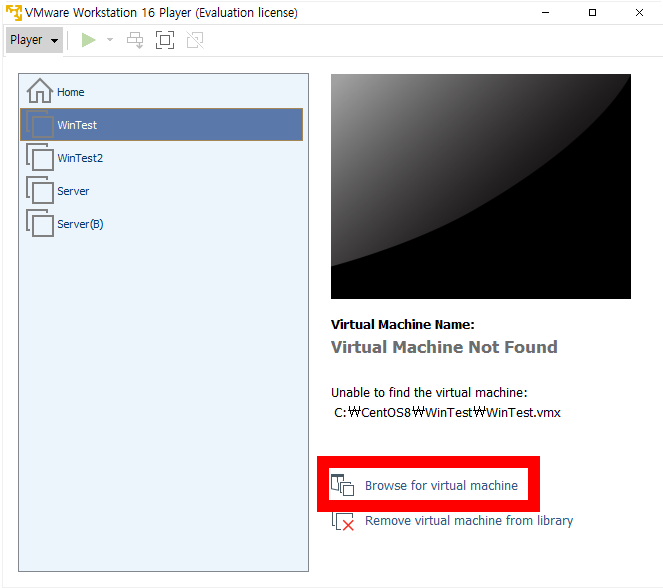 VMware Workstation 16 Player (Evaluation license)
Player
Home
WinTest
WinTest2
Server
Server(B)
Virtual Machine Name:
Virtual Machine Not Found
Unable to find the virtual machine:
C:₩CentOS8₩WinTest₩WinTest.vmx
Browse for virtual machine
Remove virtual machine from library